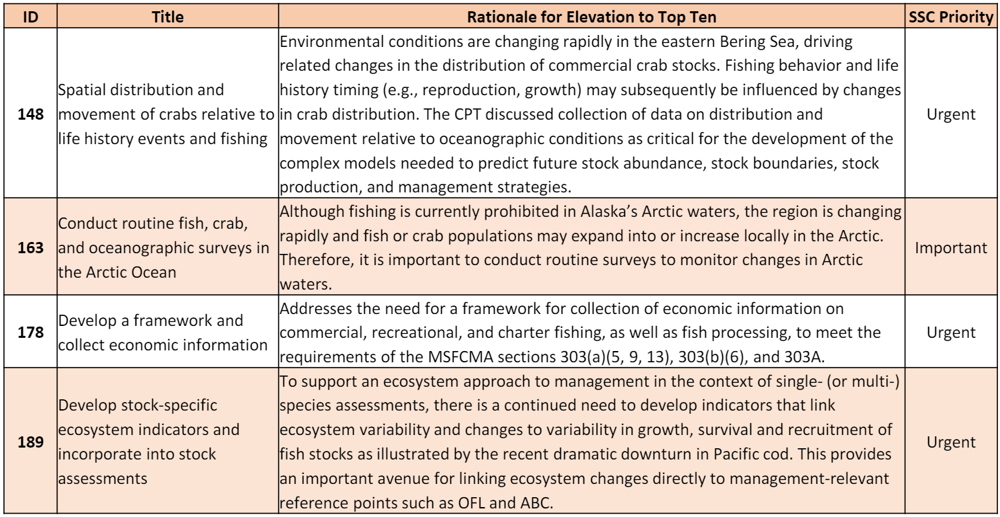 ID Title Rationale for Elevation to Top Ten SSC Priority
148
Spatial distribution and
movement of crabs relative to
life history events and fishing
Environmental conditions are changing rapidly in the eastern Bering Sea, driving
related changes in the distribution of commercial crab stocks. Fishing behavior and life
history timing (e.g., reproduction, growth) may subsequently be influenced by changes
in crab distribution. The CPT discussed collection of data on distribution and
movement relative to oceanographic conditions as critical for the development of the
complex models needed to predict future stock abundance, stock boundaries, stock
production, and management strategies.
Urgent
163
Conduct routine fish, crab,
and oceanographic surveys in
the Arctic Ocean
Although fishing is currently prohibited in Alaska’s Arctic waters, the region is changing
rapidly and fish or crab populations may expand into or increase locally in the Arctic.
Therefore, it is important to conduct routine surveys to monitor changes in Arctic
waters.
Important
178
Develop a framework and
collect economic information
Addresses the need for a framework for collection of economic information on
commercial, recreational, and charter fishing, as well as fish processing, to meet the
requirements of the MSFCMA sections 303(a)(5, 9, 13), 303(b)(6), and 303A.
Urgent
189
Develop stock-specific
ecosystem indicators and
incorporate into stock
assessments
To support an ecosystem approach to management in the context of single- (or multi-)
species assessments, there is a continued need to develop indicators that link
ecosystem variability and changes to variability in growth, survival and recruitment of
fish stocks as illustrated by the recent dramatic downturn in Pacific cod. This provides
an important avenue for linking ecosystem changes directly to management-relevant
reference points such as OFL and ABC.
Urgent